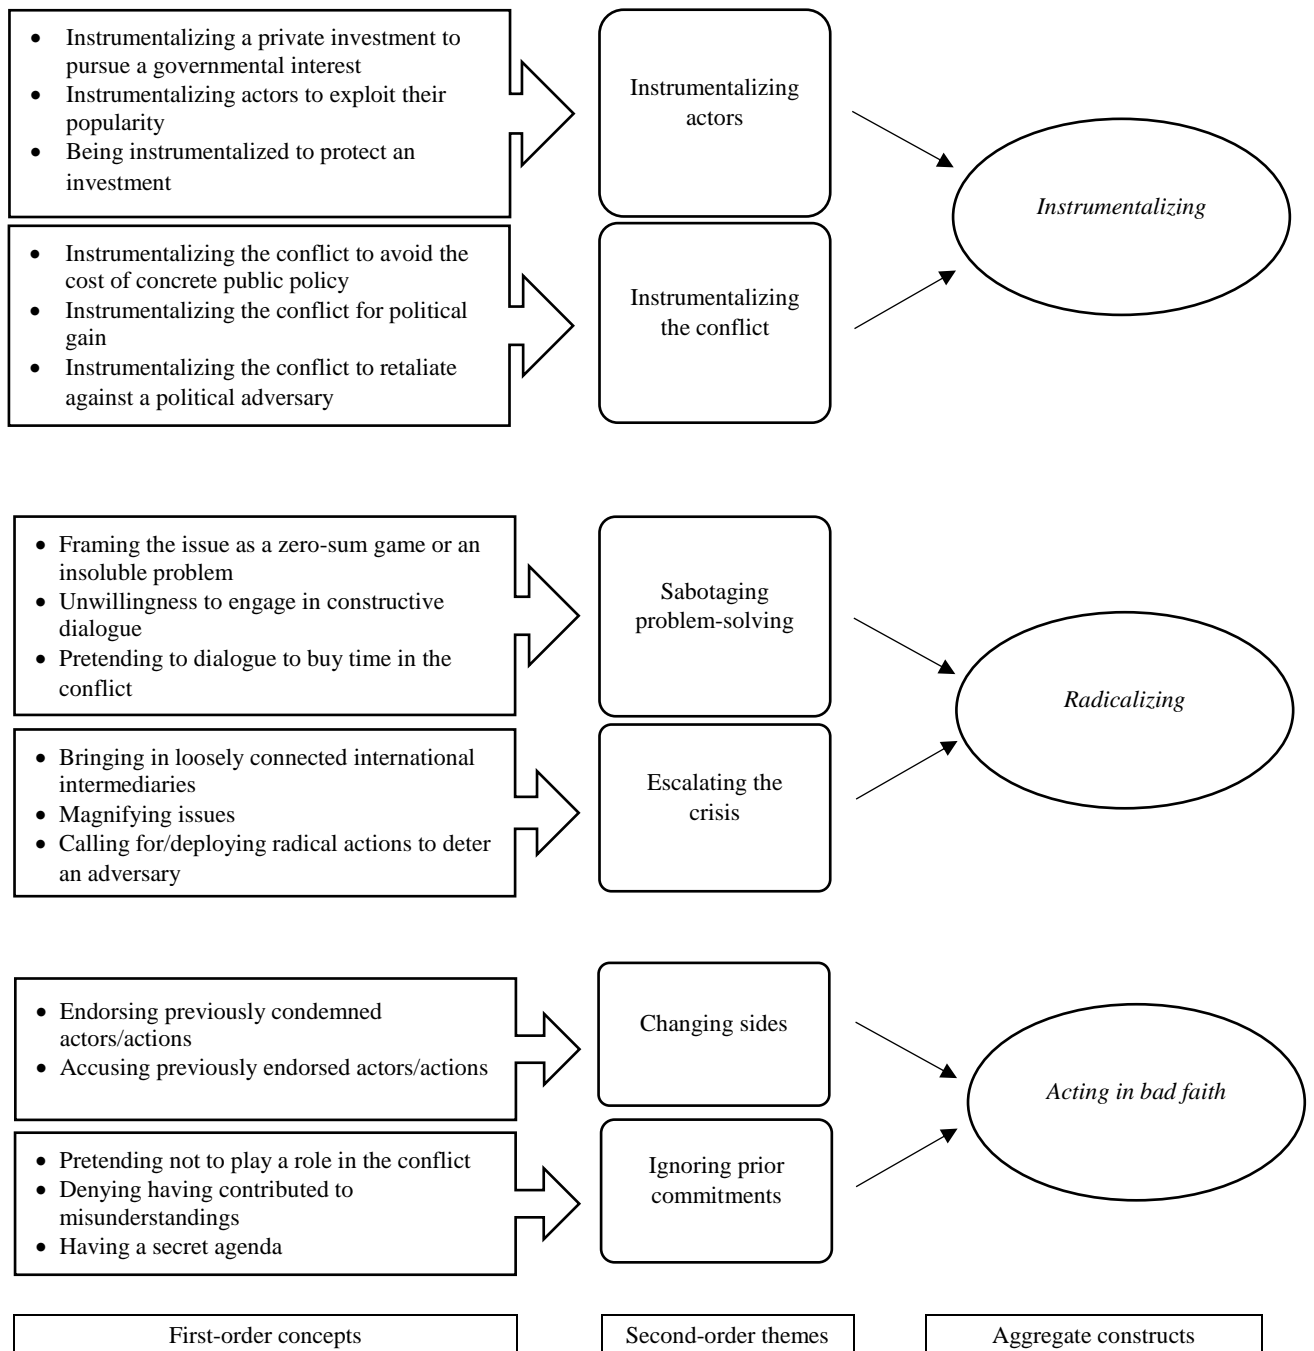 • Instrumentalizing a private investment to
pursue a governmental interest
• Instrumentalizing actors to exploit their
popularity
• Being instrumentalized to protect an
investment
Instrumentalizing
actors
Instrumentalizing
• Instrumentalizing the conflict to avoid the
cost of concrete public policy
• Instrumentalizing the conflict for political
gain
• Instrumentalizing the conflict to retaliate
against a political adversary
Instrumentalizing
the conflict
• Framing the issue as a zero-sum game or an
insoluble problem
• Unwillingness to engage in constructive
dialogue
• Pretending to dialogue to buy time in the
conflict
Sabotaging
problem-solving
Radicalizing
• Bringing in loosely connected international
intermediaries
• Magnifying issues
• Calling for/deploying radical actions to deter
an adversary
Escalating the
crisis
• Endorsing previously condemned
actors/actions
• Accusing previously endorsed actors/actions
Changing sides
Acting in bad faith
• Pretending not to play a role in the conflict
• Denying having contributed to
misunderstandings
• Having a secret agenda
Ignoring prior
commitments
First-order concepts
Second-order themes
Aggregate constructs